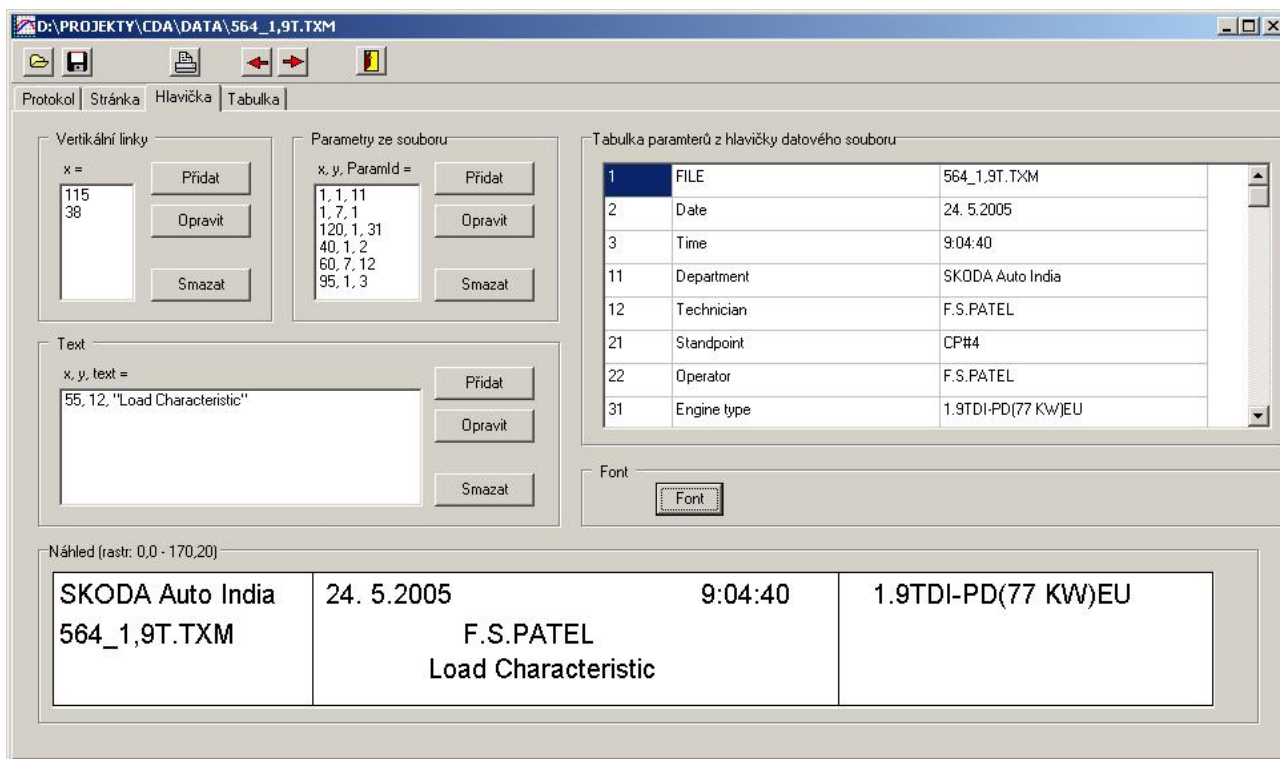 D:\PROJEKTY\CDA\DATA\564_1,9T.TXM
Protokol Stránka Hlavička Tabulka
Vertikální linky
x =
115
38
Přidat
Opravit
Smazat
Parametry ze souboru
x, y, ParamId =
1, 1, 11
1, 7, 1
120, 1, 31
40, 1, 2
60, 7, 12
95, 1, 3
Přidat
Opravit
Smazat
Tabulka paramterů z hlavičky datového souboru
1 FILE 564_1,9T.TXM
2 Date 24. 5.2005
3 Time 9:04:40
11 Department SKODA Auto India
12 Technician F.S.PATEL
21 Standpoint CP#4
22 Operator F.S.PATEL
31 Engine type 1.9TDI-PD(77 KW)EU
Text
x, y, text =
55, 12, "Load Characteristic"
Přidat
Opravit
Smazat
Font
Font
Náhled (rastr: 0,0 - 170,20)
SKODA Auto India 24. 5.2005 9:04:40 1.9TDI-PD(77 KW)EU
564_1,9T.TXM F.S.PATEL
Load Characteristic